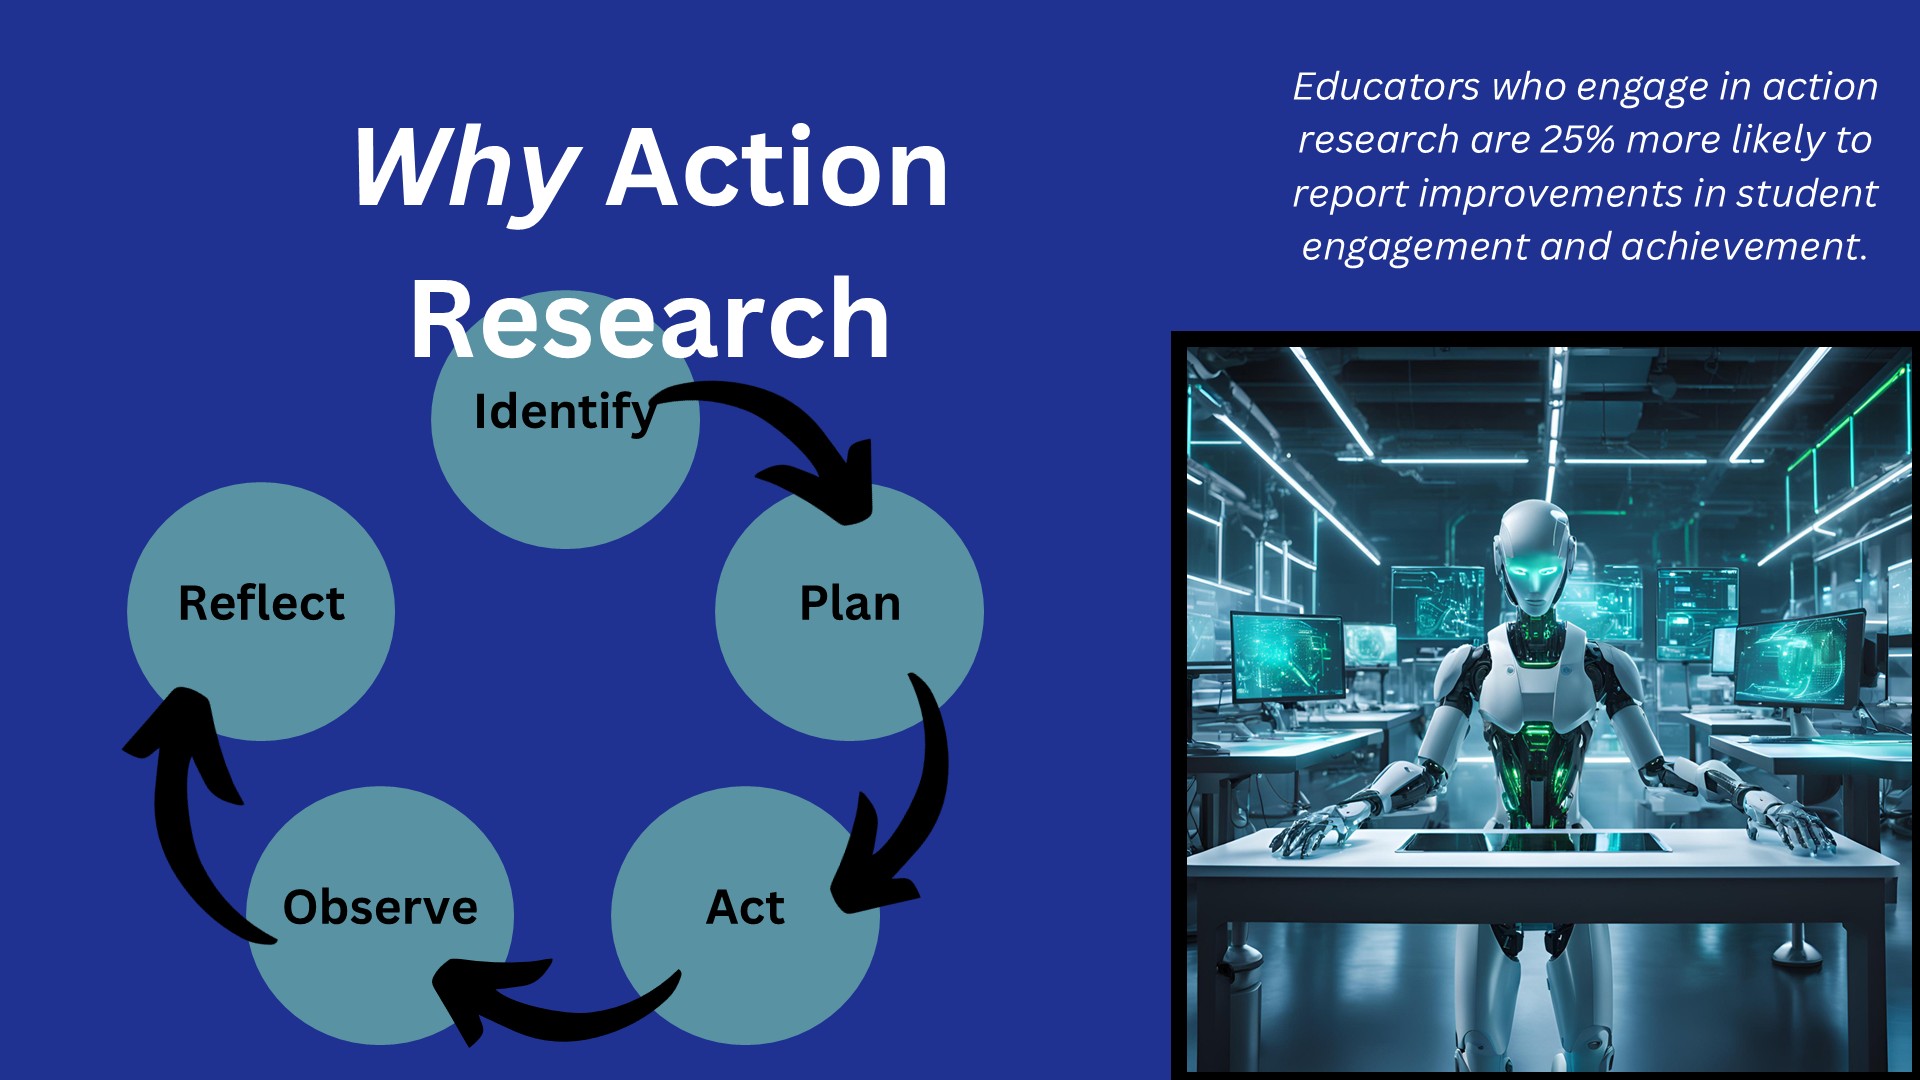 Why Action
Research
Educators who engage in action
research are 25% more likely to
report improvements in student
engagement and achievement.
Identify
Plan
Act
Observe
Reflect